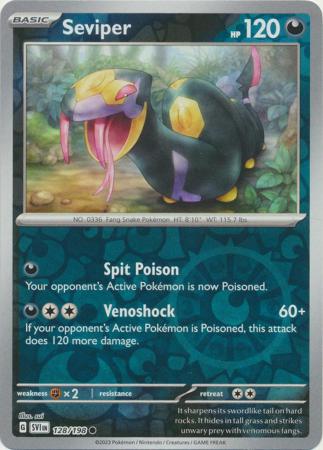 BASIC
Seviper
HP 120
NO. 0336 Fang Snake Pokémon HT: 8'10" WT: 115.7 lbs
Spit Poison
Your opponent's Active Pokémon is now Poisoned.
Venoshock 60+
If your opponent's Active Pokémon is Poisoned, this attack
does 120 more damage.
weakness ×2 resistance retreat
Illus. sui
G SVI EN 128/198
It sharpens its swordlike tail on hard
rocks. It hides in tall grass and strikes
unwary prey with venomous fangs.
©2023 Pokémon / Nintendo / Creatures / GAME FREAK